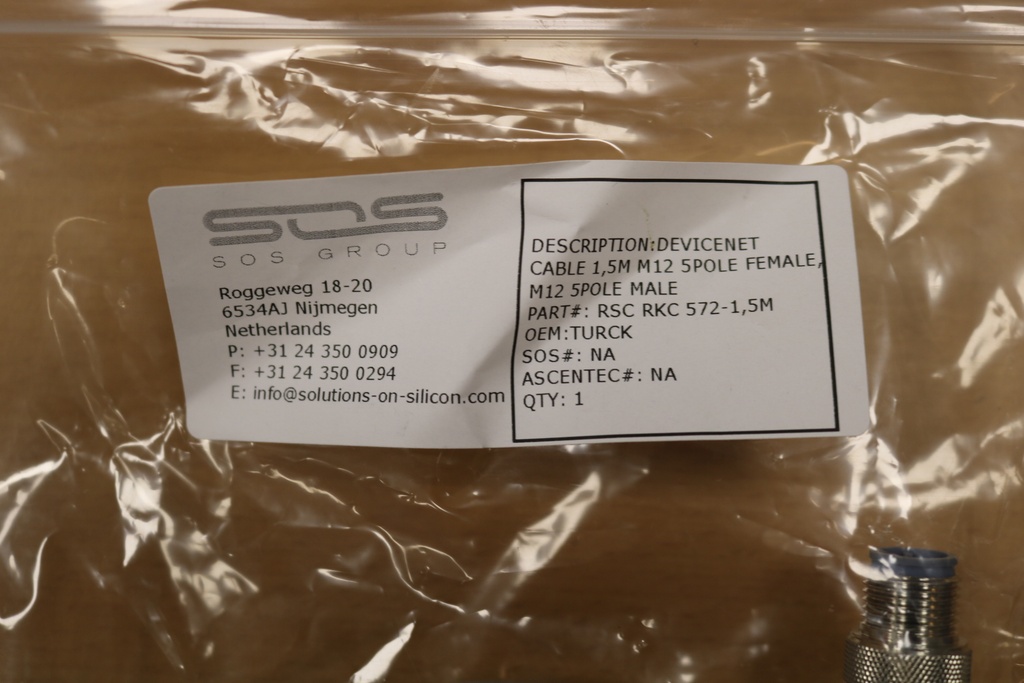 SOS
SOS GROUP
Roggeweg 18-20
6534AJ Nijmegen
Netherlands
P: +31 24 350 0909
F: +31 24 350 0294
E: info@solutions-on-silicon.com
DESCRIPTION:DEVICENET
CABLE 1,5M M12 5POLE FEMALE,
M12 5POLE MALE
PART#: RSC RKC 572-1,5M
OEM:TURCK
SOS#: NA
ASCENTEC#: NA
QTY: 1